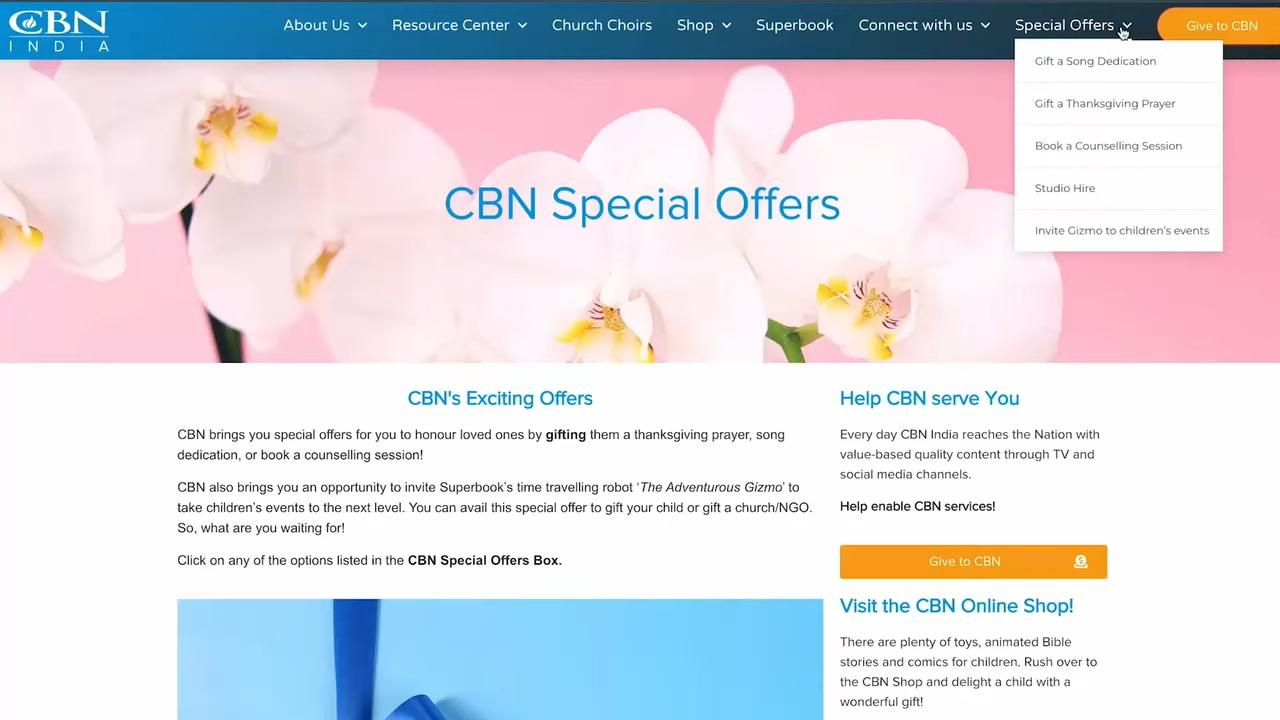 CBN
INDIA
About Us
Resource Center
Church Choirs
Shop
Superbook
Connect with us
Special Offers
Give to CBN
Gift a Song Dedication
Gift a Thanksgiving Prayer
Book a Counselling Session
Studio Hire
Invite Gizmo to children's events
CBN Special Offers
CBN's Exciting Offers
CBN brings you special offers for you to honour loved ones by gifting them a thanksgiving prayer, song
dedication, or book a counselling session!
CBN also brings you an opportunity to invite Superbook's time travelling robot 'The Adventurous Gizmo' to
take children's events to the next level. You can avail this special offer to gift your child or gift a church/NGO.
So, what are you waiting for!
Click on any of the options listed in the CBN Special Offers Box.
Help CBN serve You
Every day CBN India reaches the Nation with
value-based quality content through TV and
social media channels.
Help enable CBN services!
Give to CBN
Visit the CBN Online Shop!
There are plenty of toys, animated Bible
stories and comics for children. Rush over to
the CBN Shop and delight a child with a
wonderful gift!